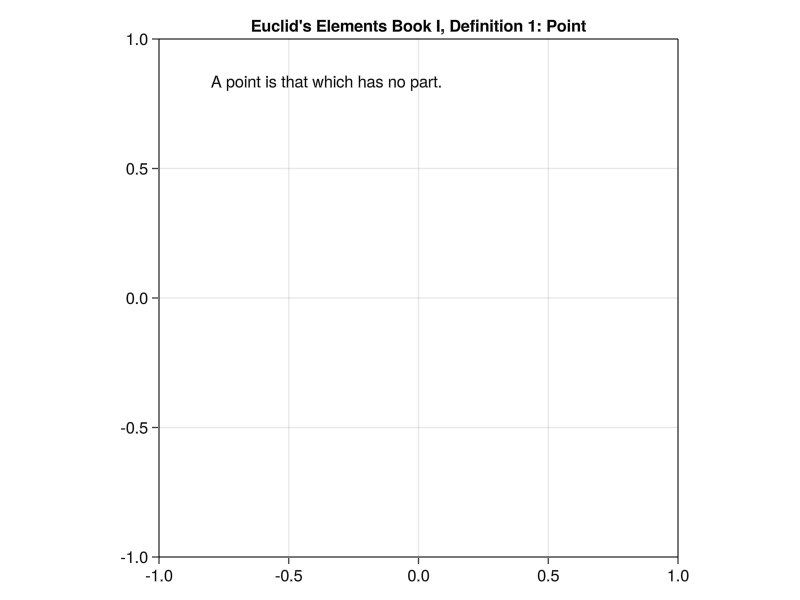 Euclid's Elements Book I, Definition 1: Point
1.0
A point is that which has no part.
0.5
0.0
-0.5
-1.0
-1.0 -0.5 0.0 0.5 1.0